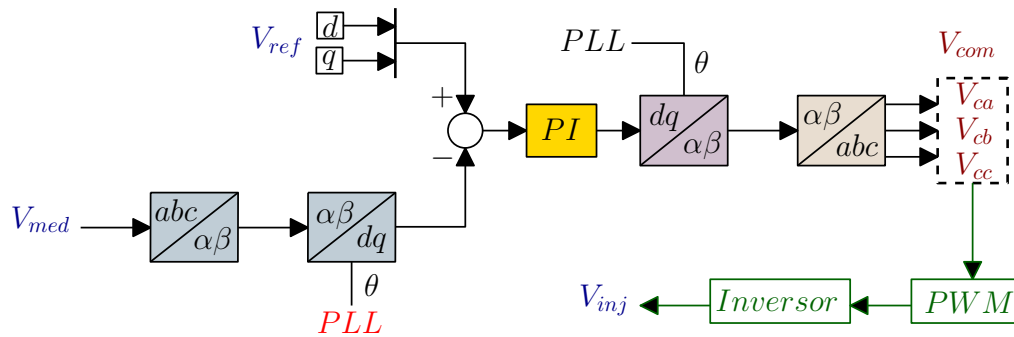 V_ref
d
q
PLL
θ
V_com
+
−
PI
dq
αβ
αβ
abc
V_ca
V_cb
V_cc
V_med
abc
αβ
αβ
dq
θ
PLL
V_inj
Inversor
PWM